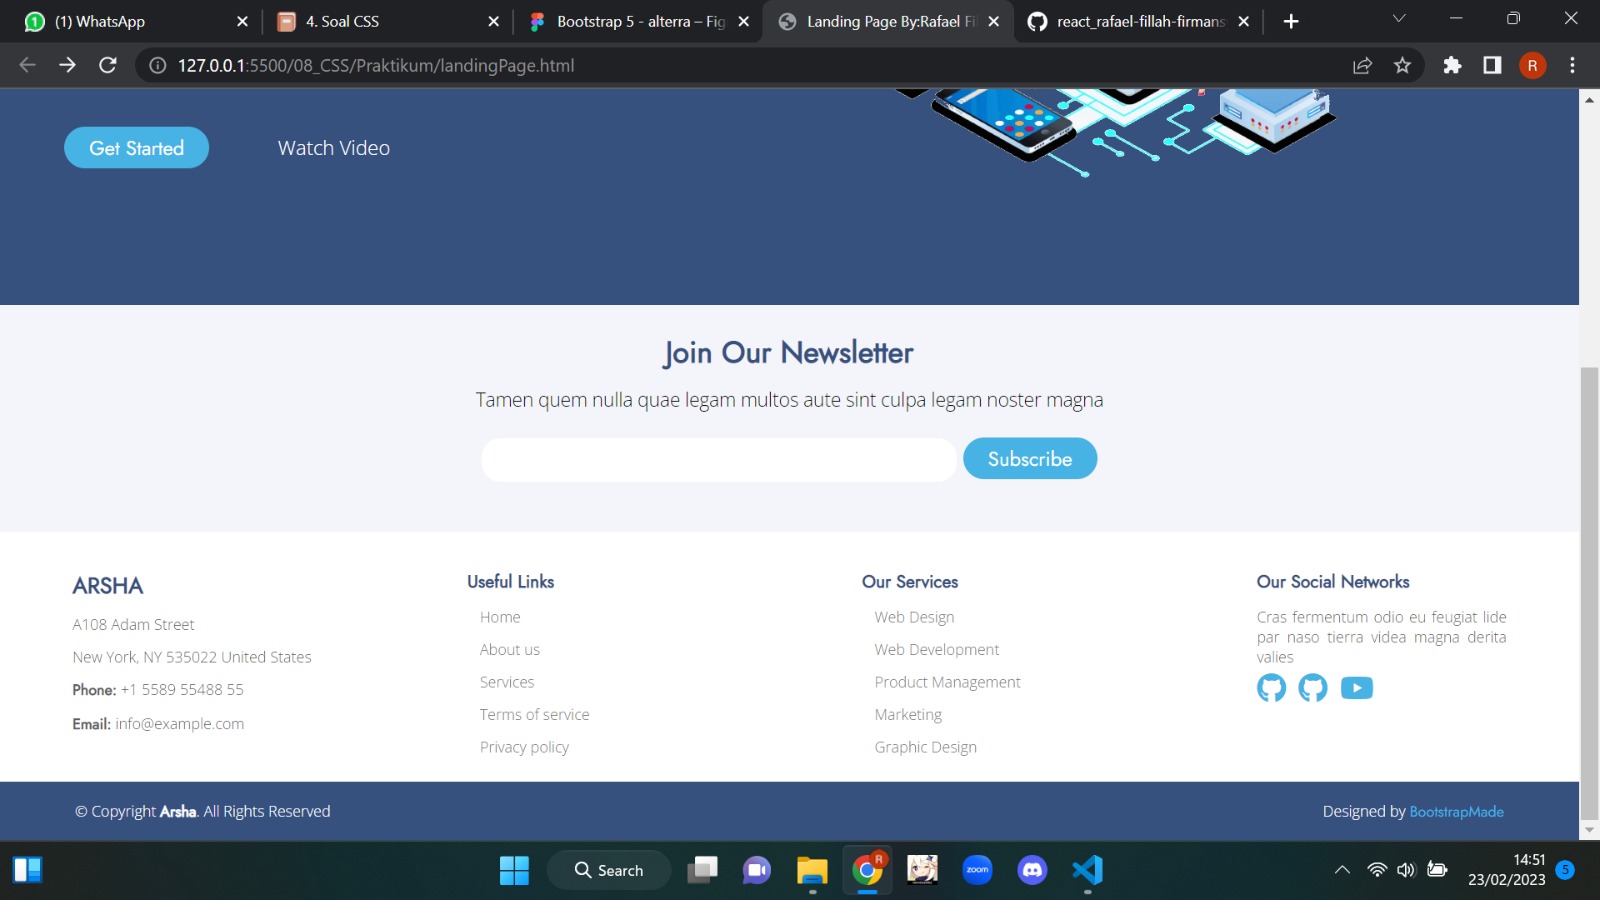 (1) WhatsApp
4. Soal CSS
Bootstrap 5 - alterra – Fig
Landing Page By:Rafael Fi
react_rafael-fillah-firmans
127.0.0.1:5500/08_CSS/Praktikum/landingPage.html
R
Get Started
Watch Video
Join Our Newsletter
Tamen quem nulla quae legam multos aute sint culpa legam noster magna
Subscribe
ARSHA
A108 Adam Street
New York, NY 535022 United States
Phone: +1 5589 55488 55
Email: info@example.com
Useful Links
Home
About us
Services
Terms of service
Privacy policy
Our Services
Web Design
Web Development
Product Management
Marketing
Graphic Design
Our Social Networks
Cras fermentum odio eu feugiat lide
par naso tierra videa magna derita
valies
© Copyright Arsha. All Rights Reserved
Designed by BootstrapMade
Search
R
zoom
14:51
23/02/2023
5